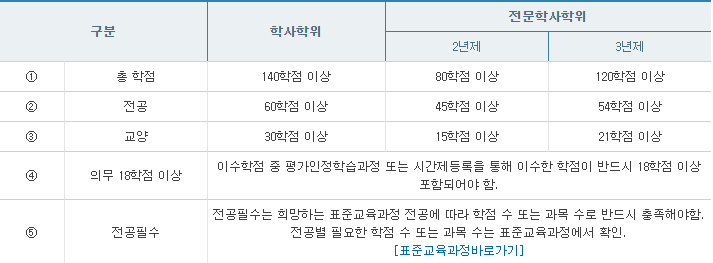 구분 학사학위 전문학사학위
2년제 3년제
① 총 학점 140학점 이상 80학점 이상 120학점 이상
② 전공 60학점 이상 45학점 이상 54학점 이상
③ 교양 30학점 이상 15학점 이상 21학점 이상
④ 의무 18학점 이상 이수학점 중 평가인정학습과정 또는 시간제등록을 통해 이수한 학점이 반드시 18학점 이상
포함되어야 함.
⑤ 전공필수 전공필수는 희망하는 표준교육과정 전공에 따라 학점 수 또는 과목 수로 반드시 충족해야함.
전공별 필요한 학점 수 또는 과목 수는 표준교육과정에서 확인.
[표준교육과정바로가기]